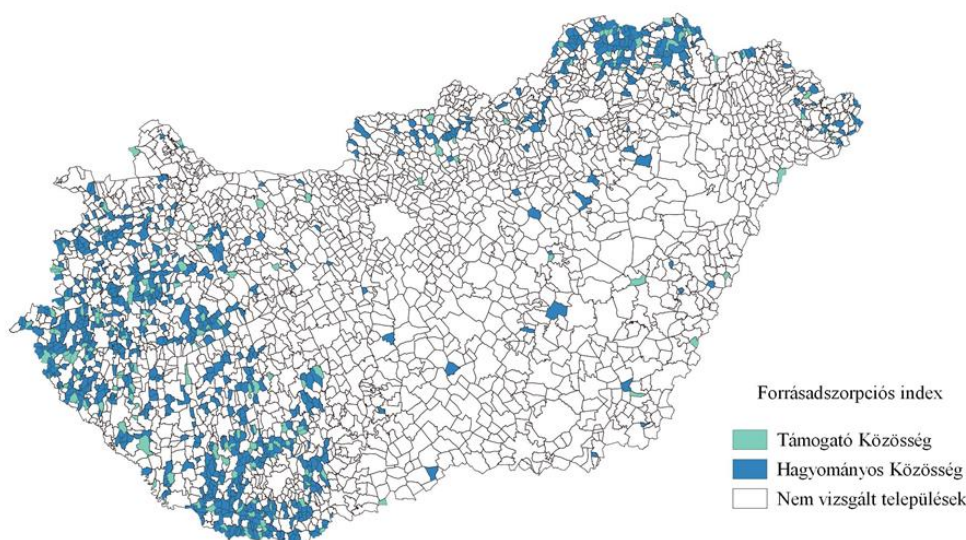 Forrásadszorpciós index
Támogató Közösség
Hagyományos Közösség
Nem vizsgált települések